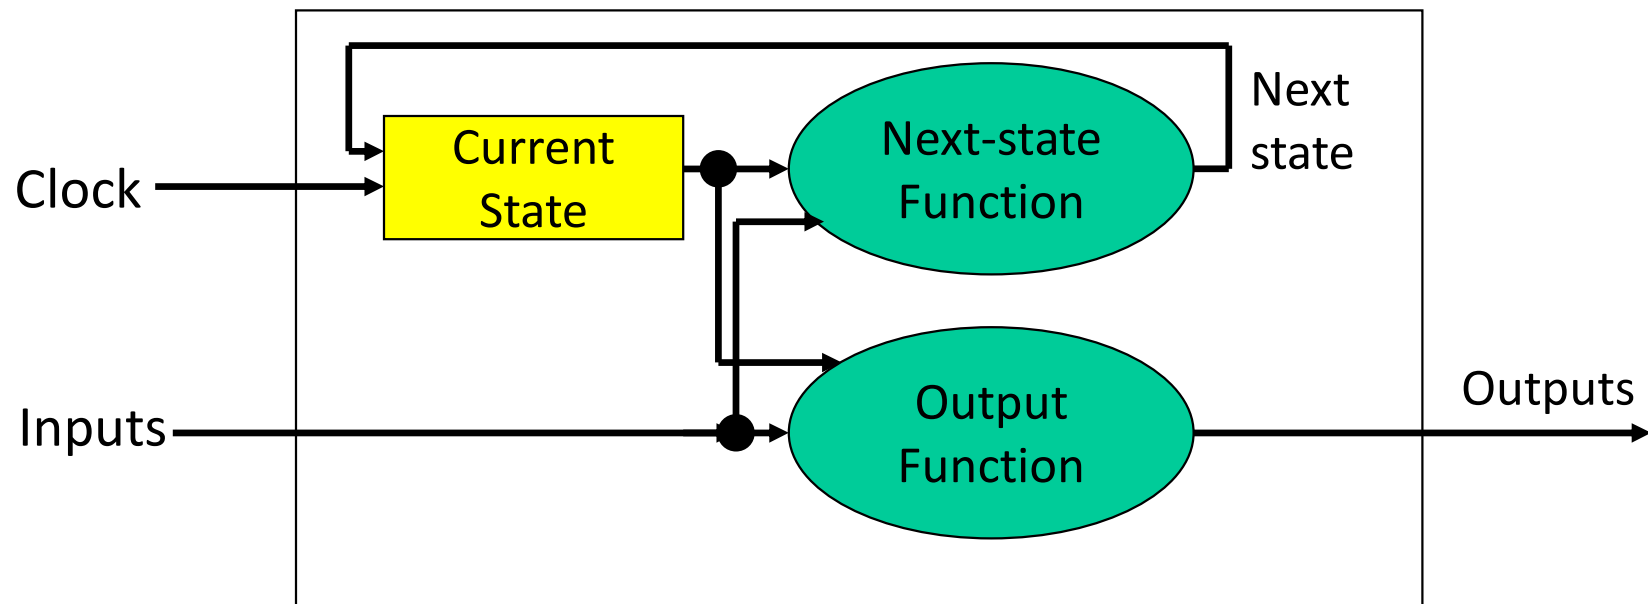 Clock
Inputs
Current
State
Next-state
Function
Next
state
Output
Function
Outputs